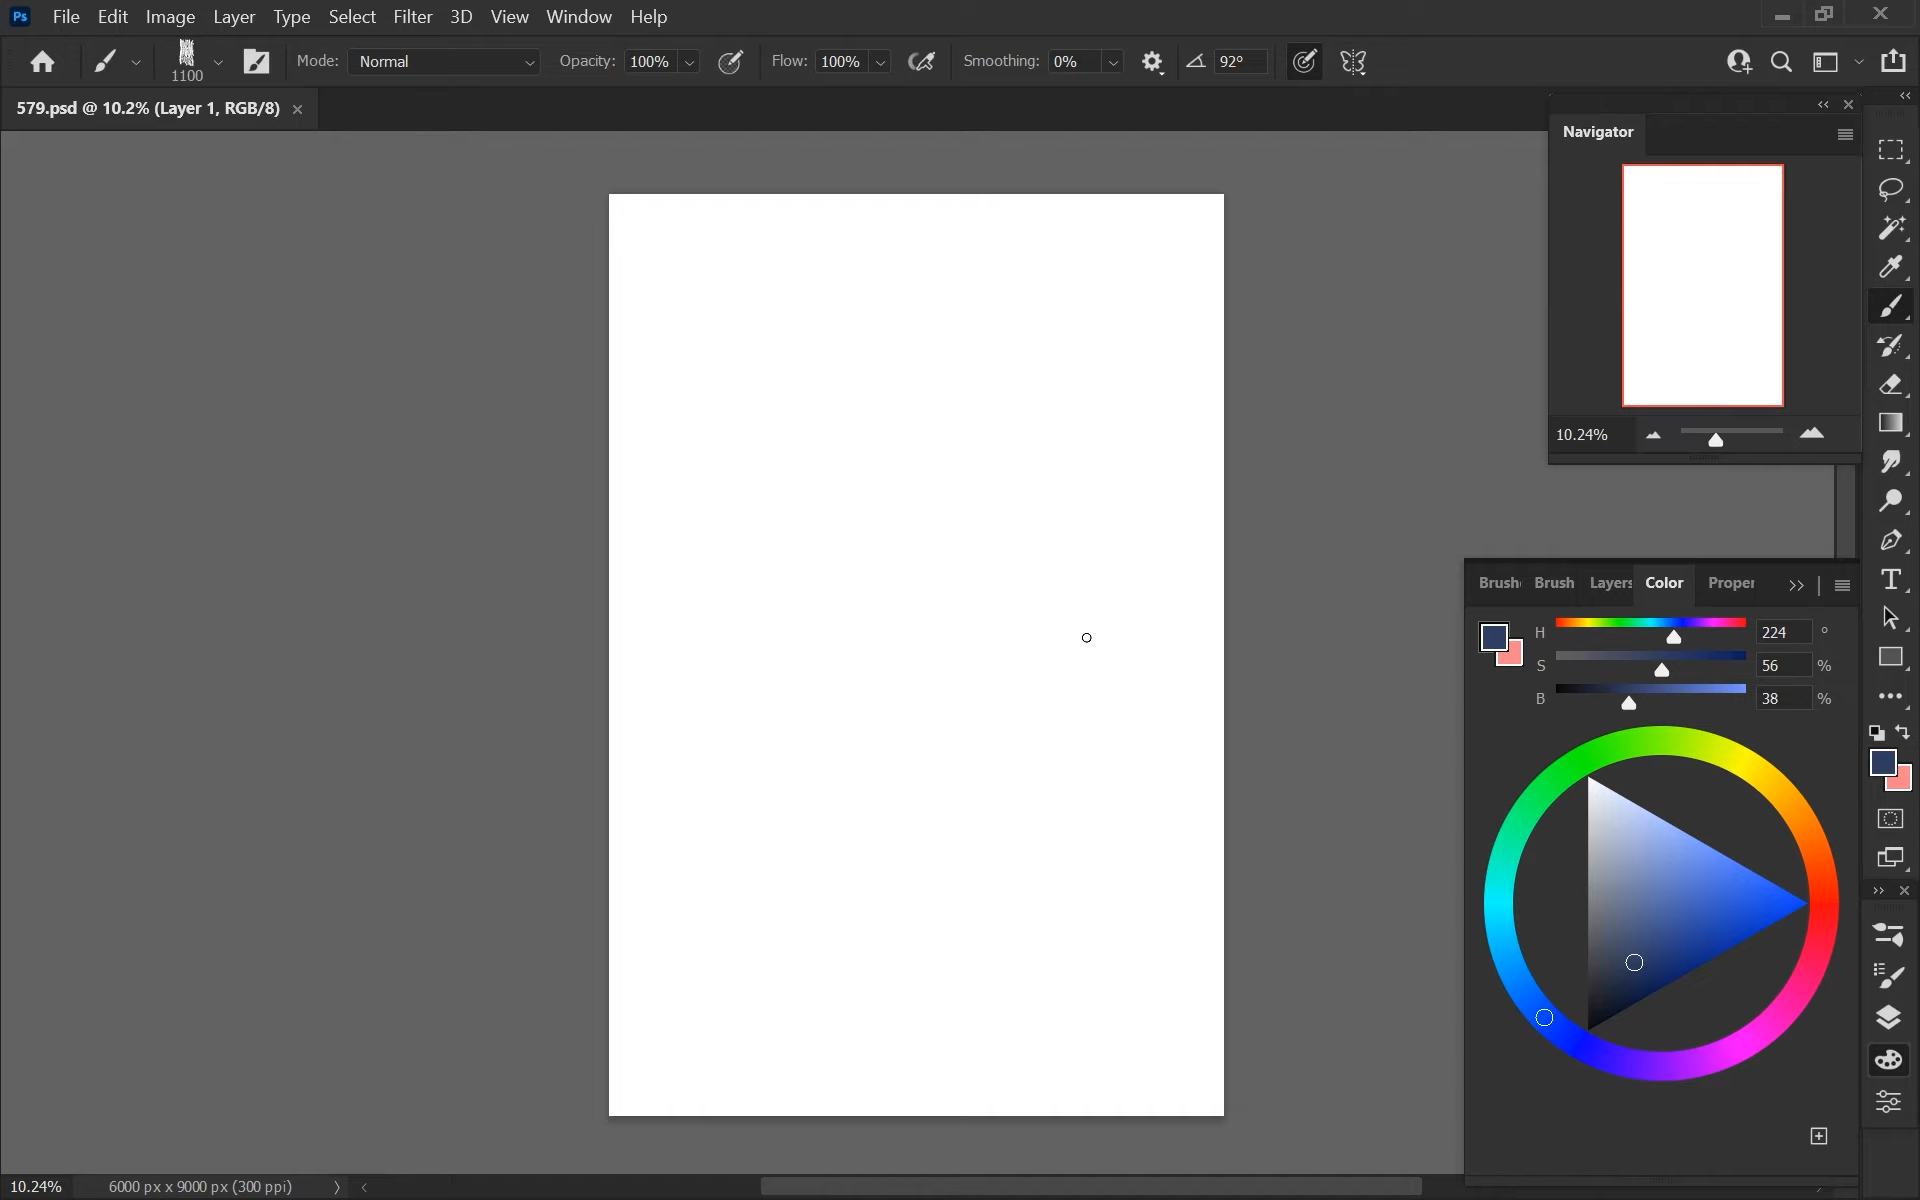 Ps File Edit Image Layer Type Select Filter 3D View Window Help
1100 Mode: Normal Opacity: 100% Flow: 100% Smoothing: 0% 92°
579.psd @ 10.2% (Layer 1, RGB/8)
Navigator
10.24%
Brush Brush Layers Color Proper
H 224 °
S 56 %
B 38 %
T
10.24% 6000 px x 9000 px (300 ppi)